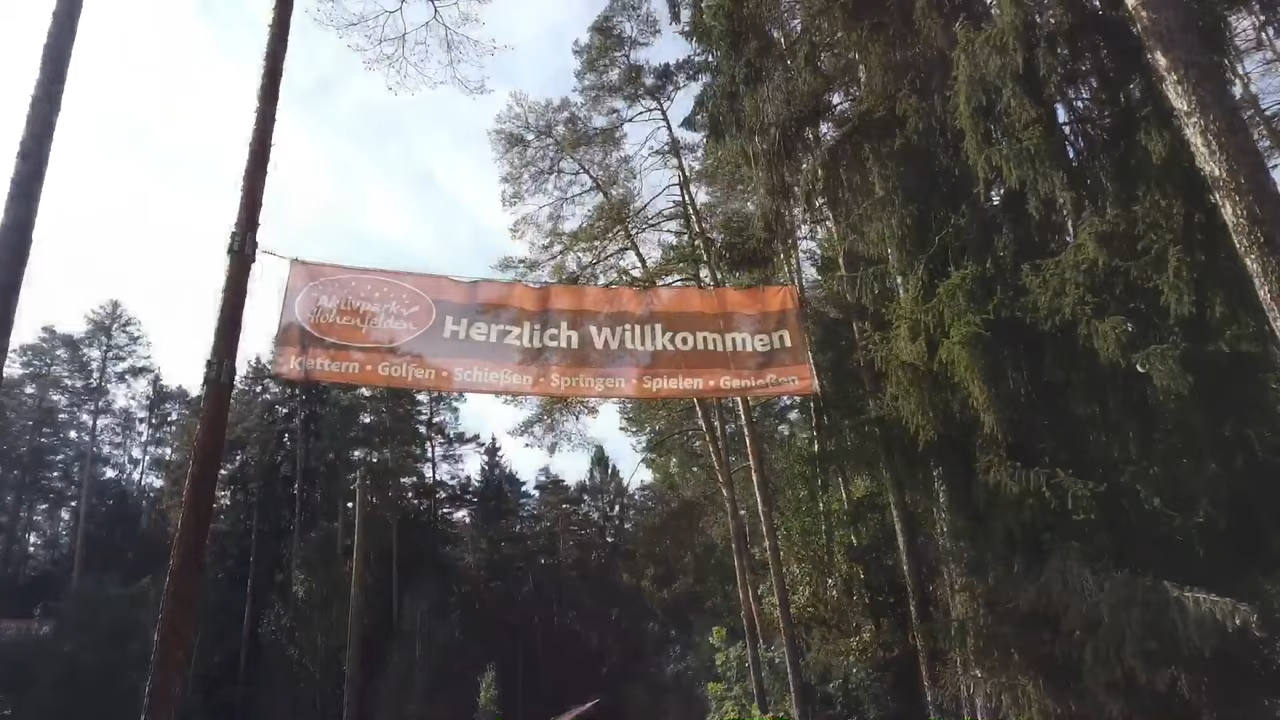 Aktivpark
Hohenfelden
Herzlich Willkommen
Klettern · Golfen · Schießen · Springen · Spielen · Genießen